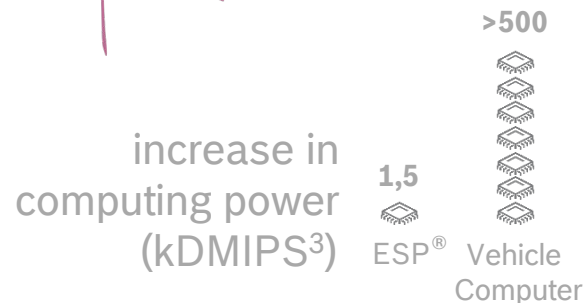 >500
increase in
computing power
(kDMIPS³)
1,5
ESP®
Vehicle
Computer